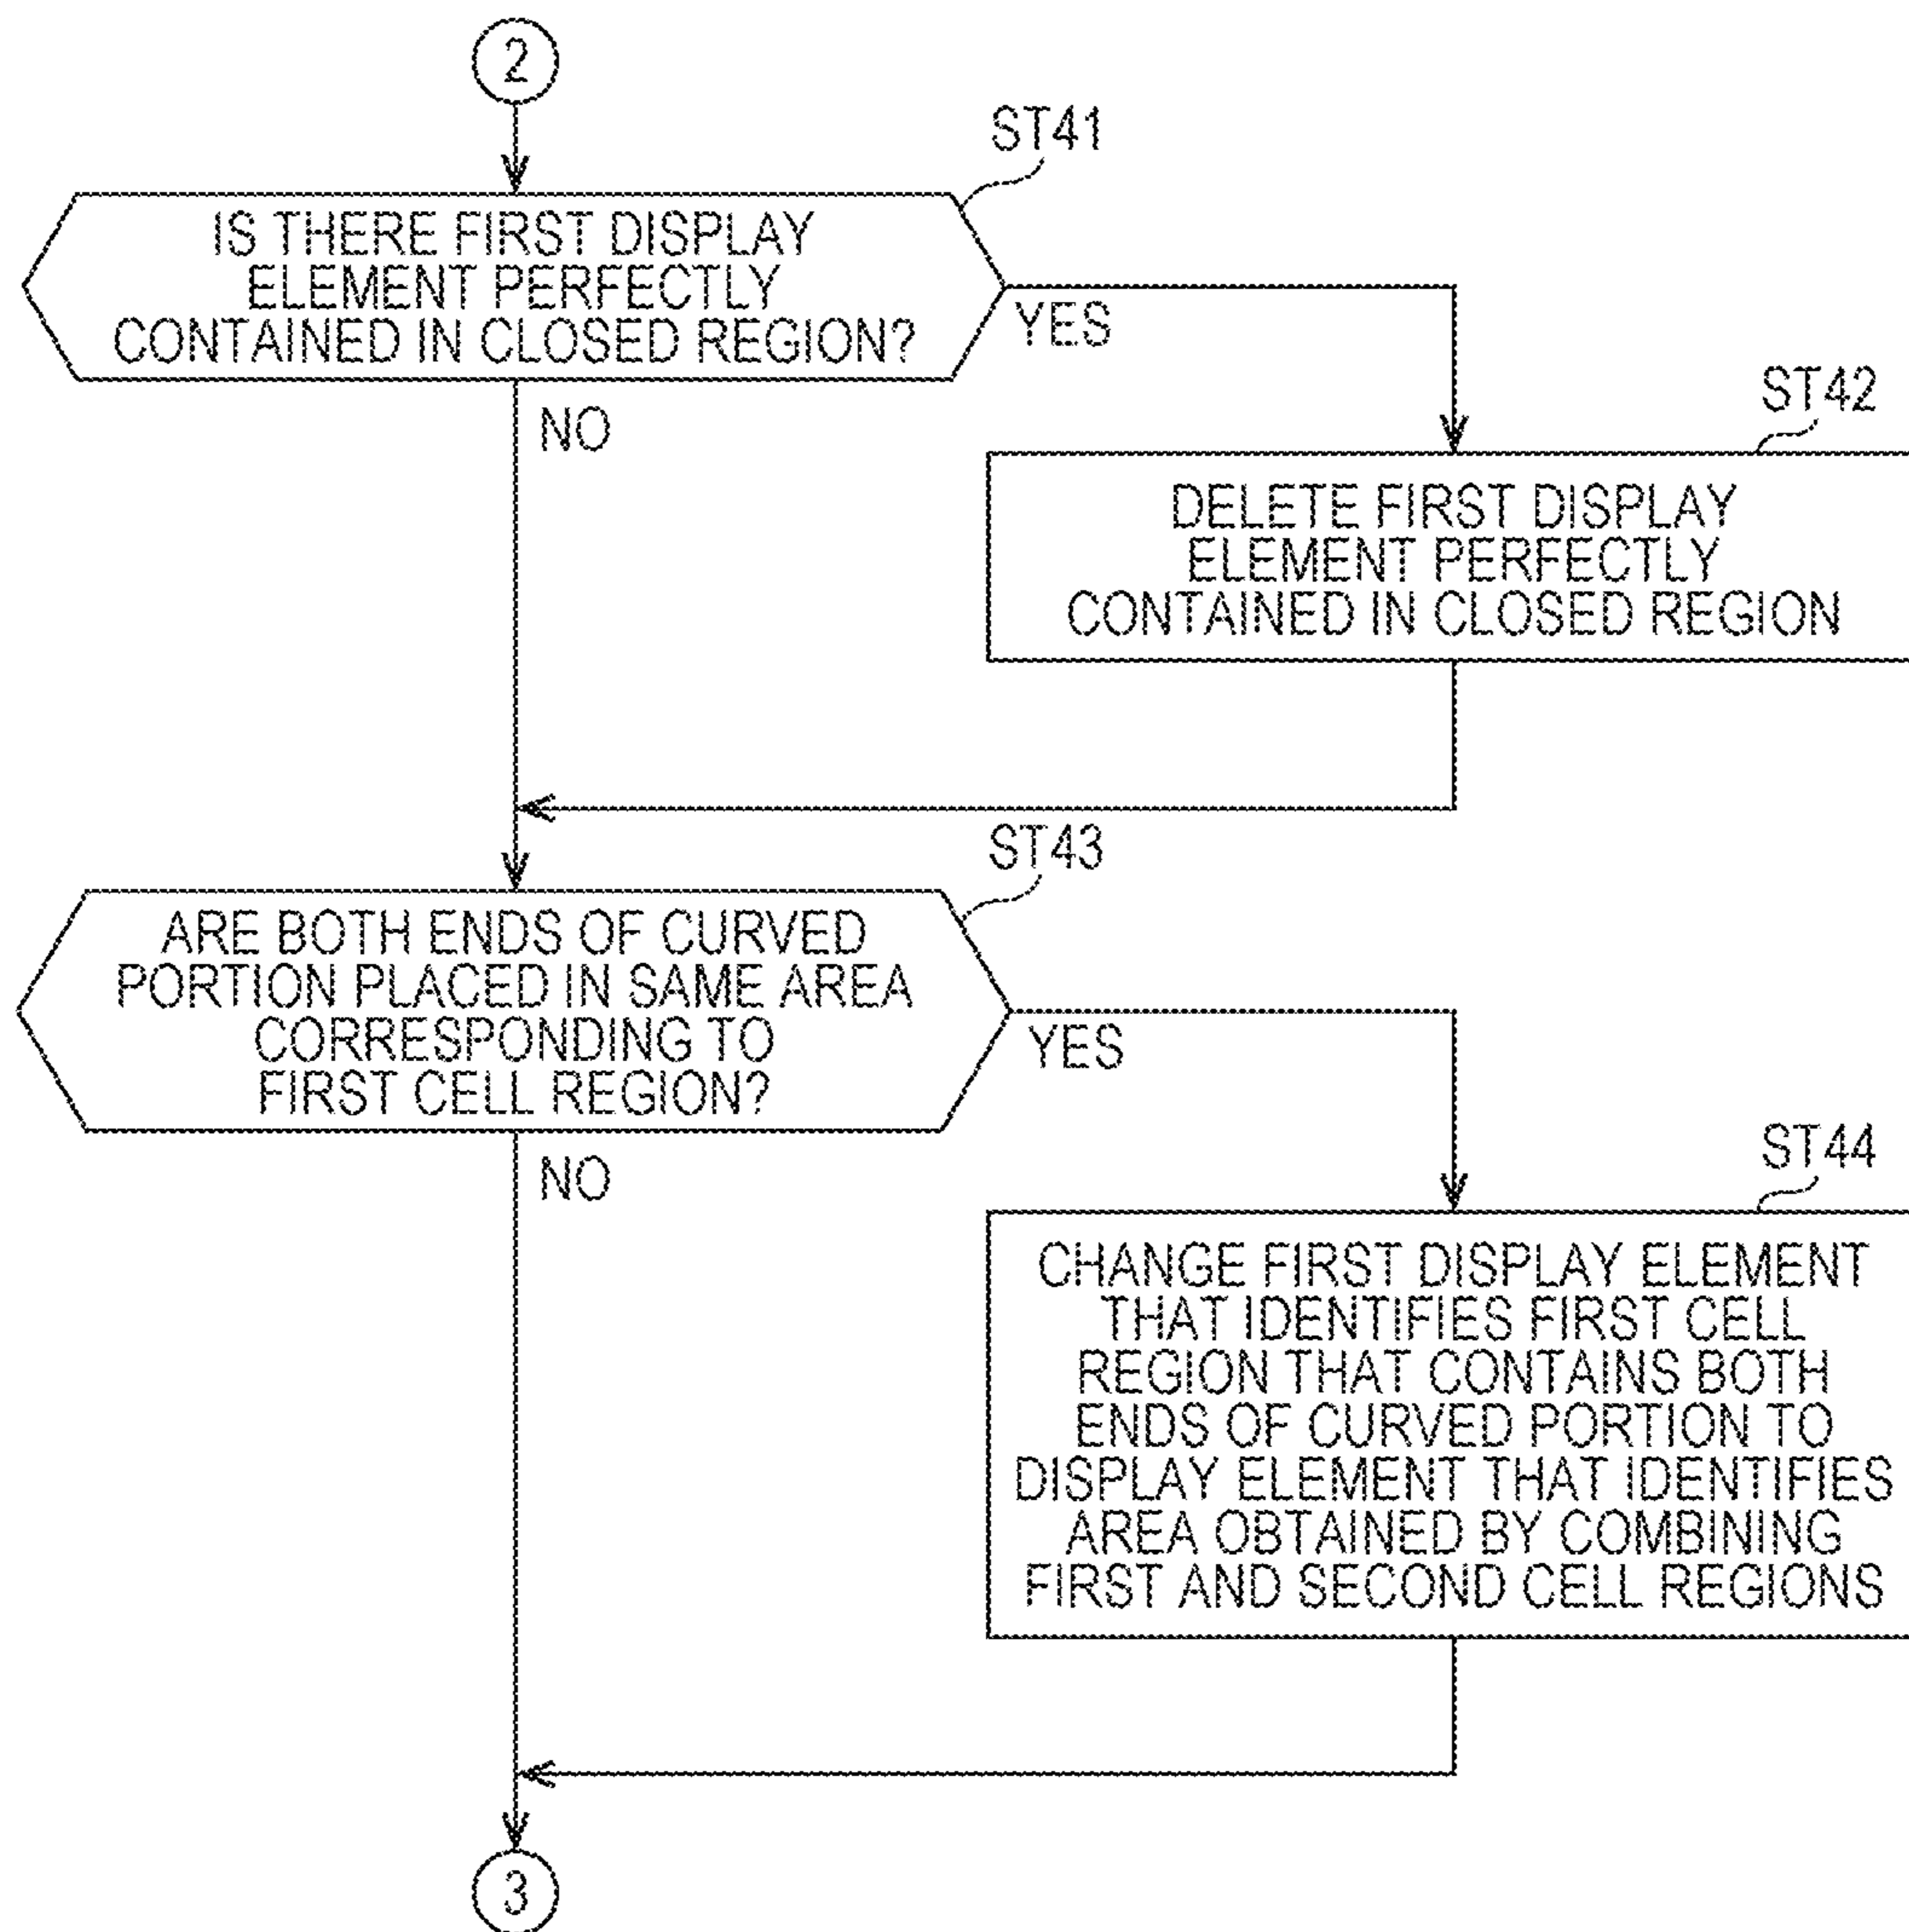 2
ST41
IS THERE FIRST DISPLAY
ELEMENT PERFECTLY
CONTAINED IN CLOSED REGION?
YES
NO
ST42
DELETE FIRST DISPLAY
ELEMENT PERFECTLY
CONTAINED IN CLOSED REGION
ST43
ARE BOTH ENDS OF CURVED
PORTION PLACED IN SAME AREA
CORRESPONDING TO
FIRST CELL REGION?
YES
NO
ST44
CHANGE FIRST DISPLAY ELEMENT
THAT IDENTIFIES FIRST CELL
REGION THAT CONTAINS BOTH
ENDS OF CURVED PORTION TO
DISPLAY ELEMENT THAT IDENTIFIES
AREA OBTAINED BY COMBINING
FIRST AND SECOND CELL REGIONS
3